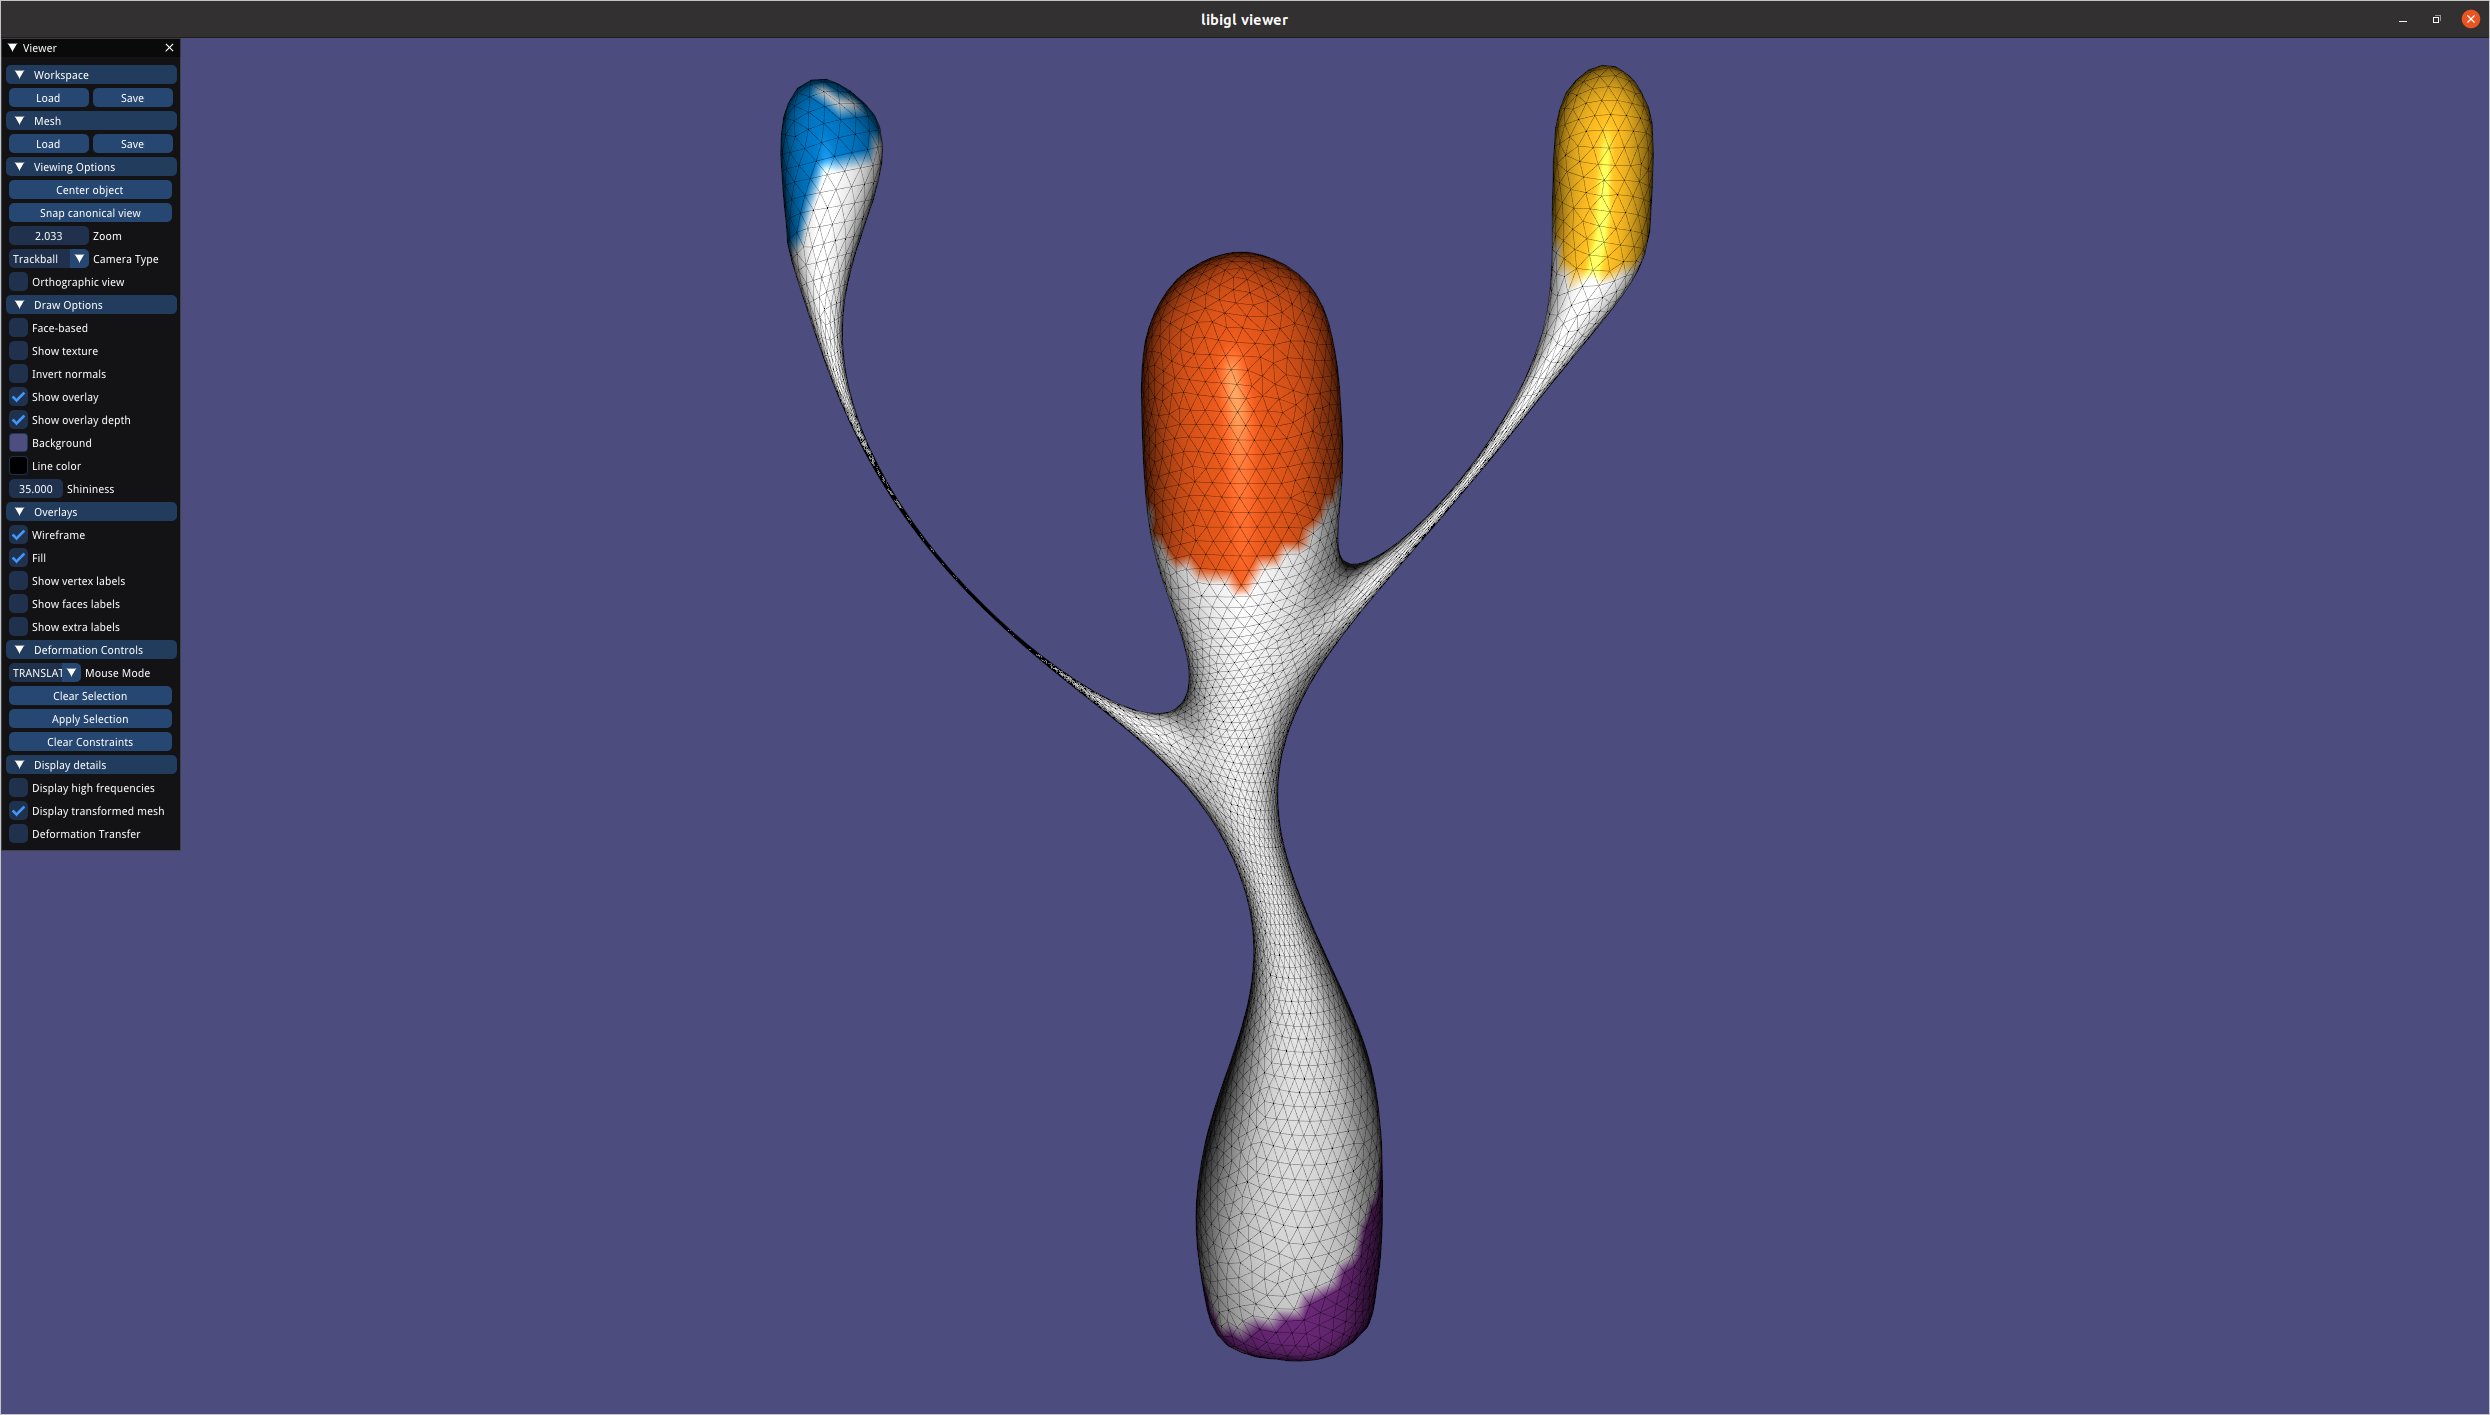 libigl viewer
Viewer
Workspace
Load Save
Mesh
Load Save
Viewing Options
Center object
Snap canonical view
2.033 Zoom
Trackball Camera Type
Orthographic view
Draw Options
Face-based
Show texture
Invert normals
Show overlay
Show overlay depth
Background
Line color
35.000 Shininess
Overlays
Wireframe
Fill
Show vertex labels
Show faces labels
Show extra labels
Deformation Controls
TRANSLAT Mouse Mode
Clear Selection
Apply Selection
Clear Constraints
Display details
Display high frequencies
Display transformed mesh
Deformation Transfer